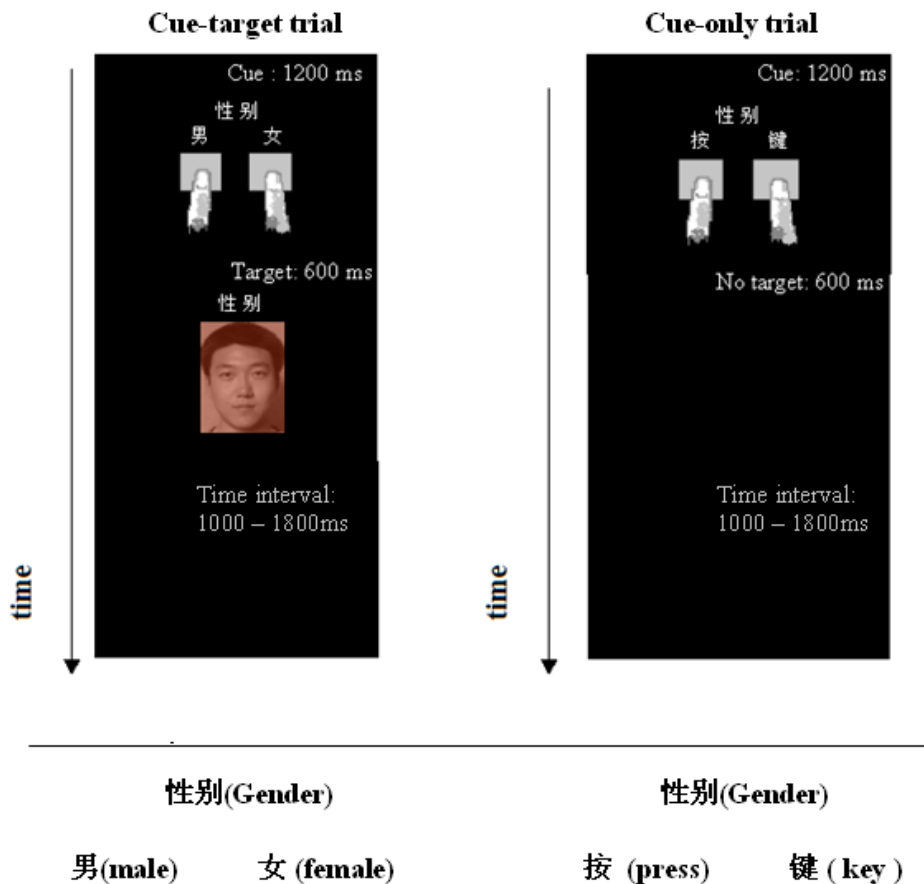 Cue-target trial
Cue : 1200 ms
性别
男 女
Target: 600 ms
性别
Time interval:
1000 – 1800ms
time
Cue-only trial
Cue: 1200 ms
性别
按 键
No target: 600 ms
Time interval:
1000 – 1800ms
time
性别(Gender)
男(male) 女 (female)
性别(Gender)
按 (press) 键 ( key )